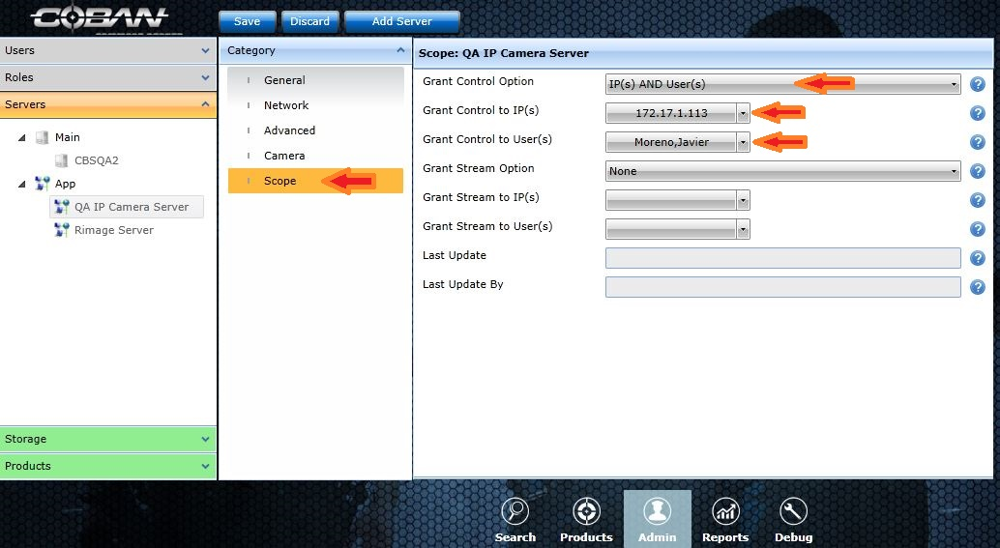 COBAN
Save Discard Add Server
Users
Roles
Servers
Main
CBSQA2
App
QA IP Camera Server
Rimage Server
Storage
Products
Category
General
Network
Advanced
Camera
Scope
Scope: QA IP Camera Server
Grant Control Option IP(s) AND User(s) ?
Grant Control to IP(s) 172.17.1.113 ?
Grant Control to User(s) Moreno,Javier ?
Grant Stream Option None ?
Grant Stream to IP(s) ?
Grant Stream to User(s) ?
Last Update ?
Last Update By ?
Search Products Admin Reports Debug